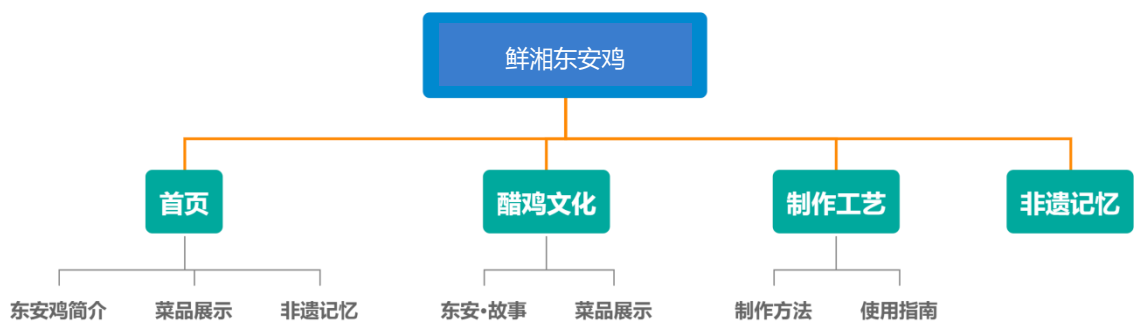 鲜湘东安鸡
首页
醋鸡文化
制作工艺
非遗记忆
东安鸡简介
菜品展示
非遗记忆
东安·故事
菜品展示
制作方法
使用指南